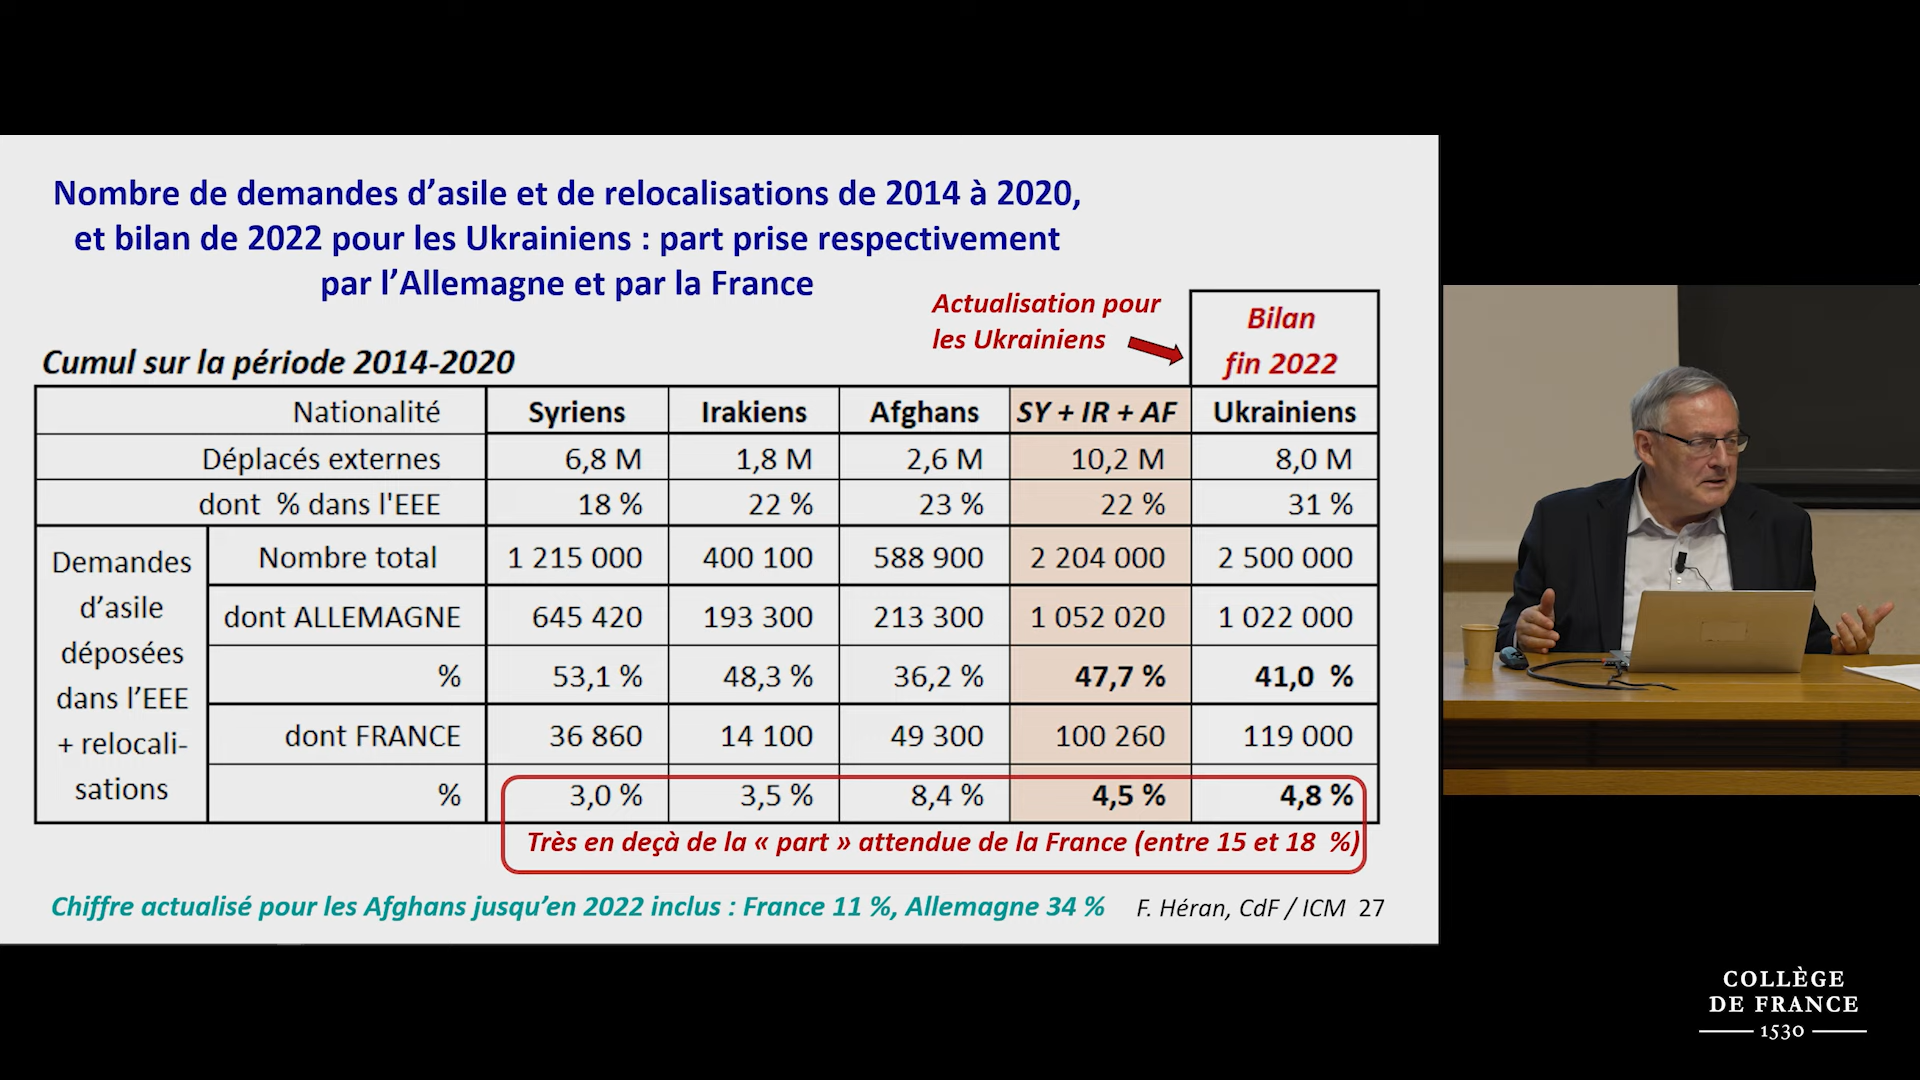 Nombre de demandes d’asile et de relocalisations de 2014 à 2020,
et bilan de 2022 pour les Ukrainiens : part prise respectivement
par l’Allemagne et par la France
Actualisation pour
les Ukrainiens
Bilan
fin 2022
Cumul sur la période 2014-2020
Nationalité Syriens Irakiens Afghans SY + IR + AF Ukrainiens
Déplacés externes 6,8 M 1,8 M 2,6 M 10,2 M 8,0 M
dont % dans l'EEE 18 % 22 % 23 % 22 % 31 %
Demandes
d’asile
déposées
dans l’EEE
+ relocali-
sations
Nombre total 1 215 000 400 100 588 900 2 204 000 2 500 000
dont ALLEMAGNE 645 420 193 300 213 300 1 052 020 1 022 000
% 53,1 % 48,3 % 36,2 % 47,7 % 41,0 %
dont FRANCE 36 860 14 100 49 300 100 260 119 000
% 3,0 % 3,5 % 8,4 % 4,5 % 4,8 %
Très en deçà de la « part » attendue de la France (entre 15 et 18 %)
Chiffre actualisé pour les Afghans jusqu’en 2022 inclus : France 11 %, Allemagne 34 %
F. Héran, CdF / ICM 27
COLLÈGE
DE FRANCE
1530